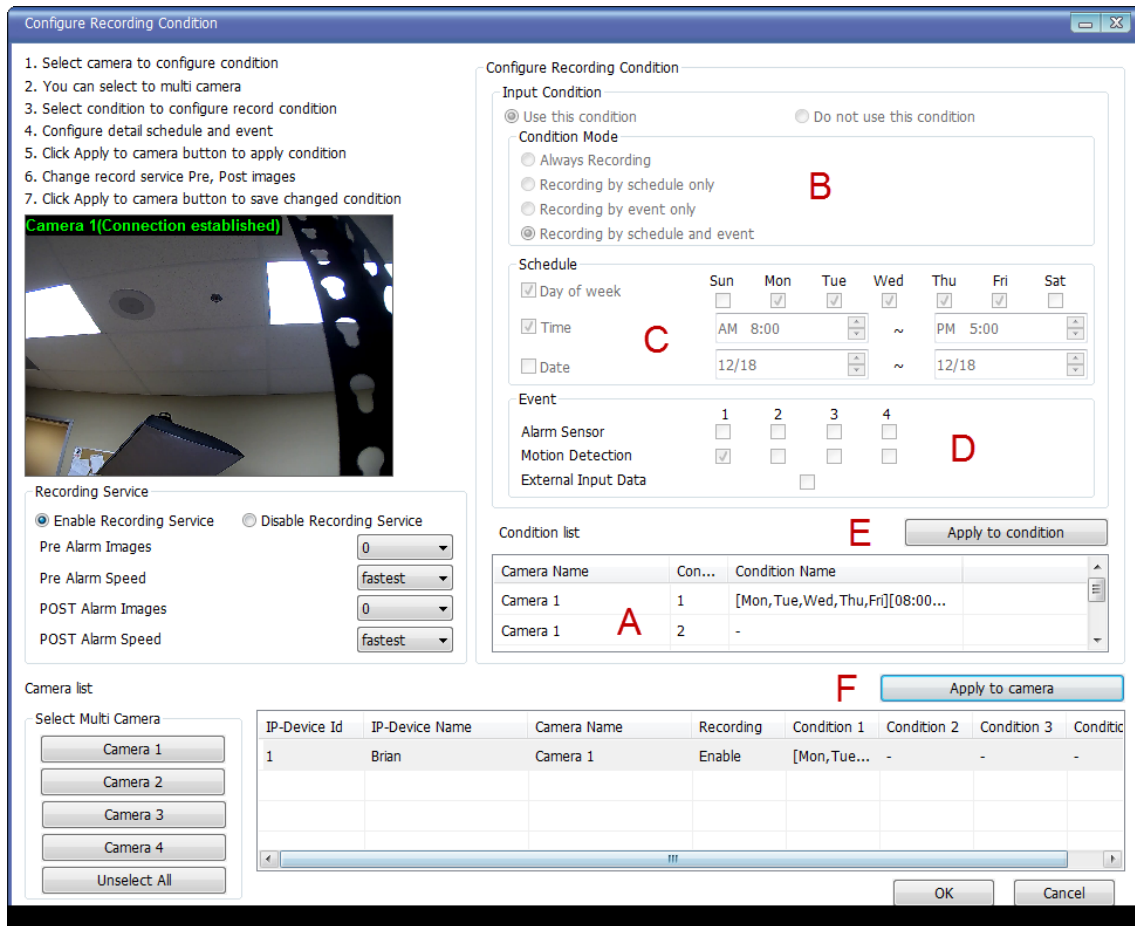 Configure Recording Condition
1. Select camera to configure condition
2. You can select to multi camera
3. Select condition to configure record condition
4. Configure detail schedule and event
5. Click Apply to camera button to apply condition
6. Change record service Pre, Post images
7. Click Apply to camera button to save changed condition
Camera 1(Connection established)
Recording Service
Enable Recording Service Disable Recording Service
Pre Alarm Images 0
Pre Alarm Speed fastest
POST Alarm Images 0
POST Alarm Speed fastest
Configure Recording Condition
Input Condition
Use this condition Do not use this condition
Condition Mode
Always Recording
Recording by schedule only
Recording by event only
Recording by schedule and event
B
Schedule
Sun Mon Tue Wed Thu Fri Sat
Day of week
Time AM 8:00 ~ PM 5:00
C
Date 12/18 ~ 12/18
Event
1 2 3 4
Alarm Sensor
Motion Detection
D
External Input Data
Condition list E Apply to condition
Camera Name Con... Condition Name
Camera 1 1 [Mon,Tue,Wed,Thu,Fri][08:00...
A
Camera 1 2 -
Camera list F Apply to camera
Select Multi Camera
Camera 1
Camera 2
Camera 3
Camera 4
Unselect All
IP-Device Id IP-Device Name Camera Name Recording Condition 1 Condition 2 Condition 3 Conditic
1 Brian Camera 1 Enable [Mon,Tue... - - -
OK Cancel